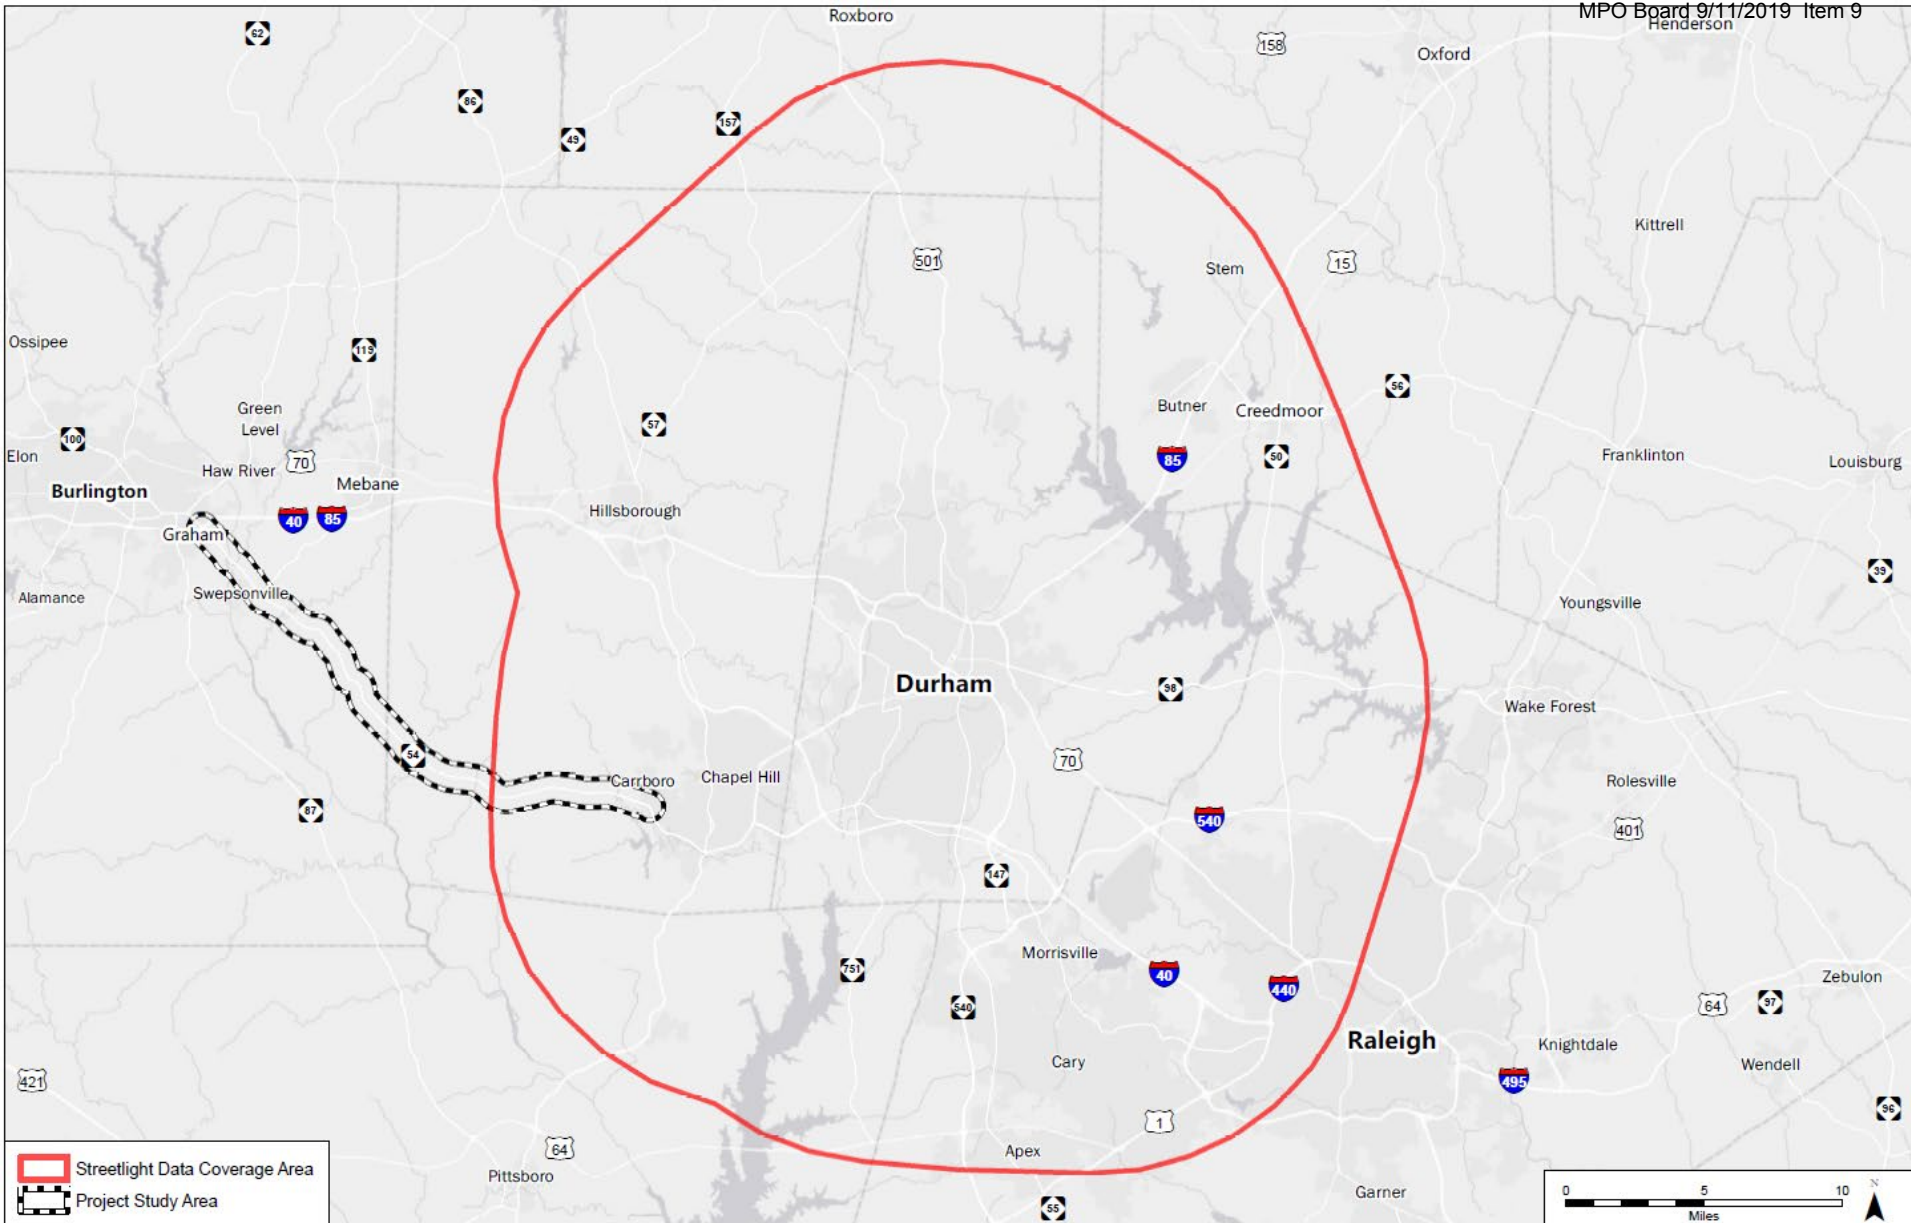 MPO Board 9/11/2019 Item 9
Roxboro
Henderson
62
158
Oxford
86
157
49
Kittrell
501
15
Stem
Ossipee
119
56
Butner
Creedmoor
Green
Level
57
100
50
Elon
Haw River
70
85
Franklinton
Louisburg
Mebane
Burlington
Hillsborough
40
85
Graham
39
Swepsonville
Alamance
Youngsville
Durham
98
Wake Forest
54
70
Carrboro
Chapel Hill
Rolesville
87
540
401
147
Morrisville
751
40
440
Zebulon
540
64
97
Raleigh
Knightdale
Cary
Wendell
421
495
96
1
64
Apex
Pittsboro
Garner
55
Streetlight Data Coverage Area
Project Study Area
0 5 10
Miles
N